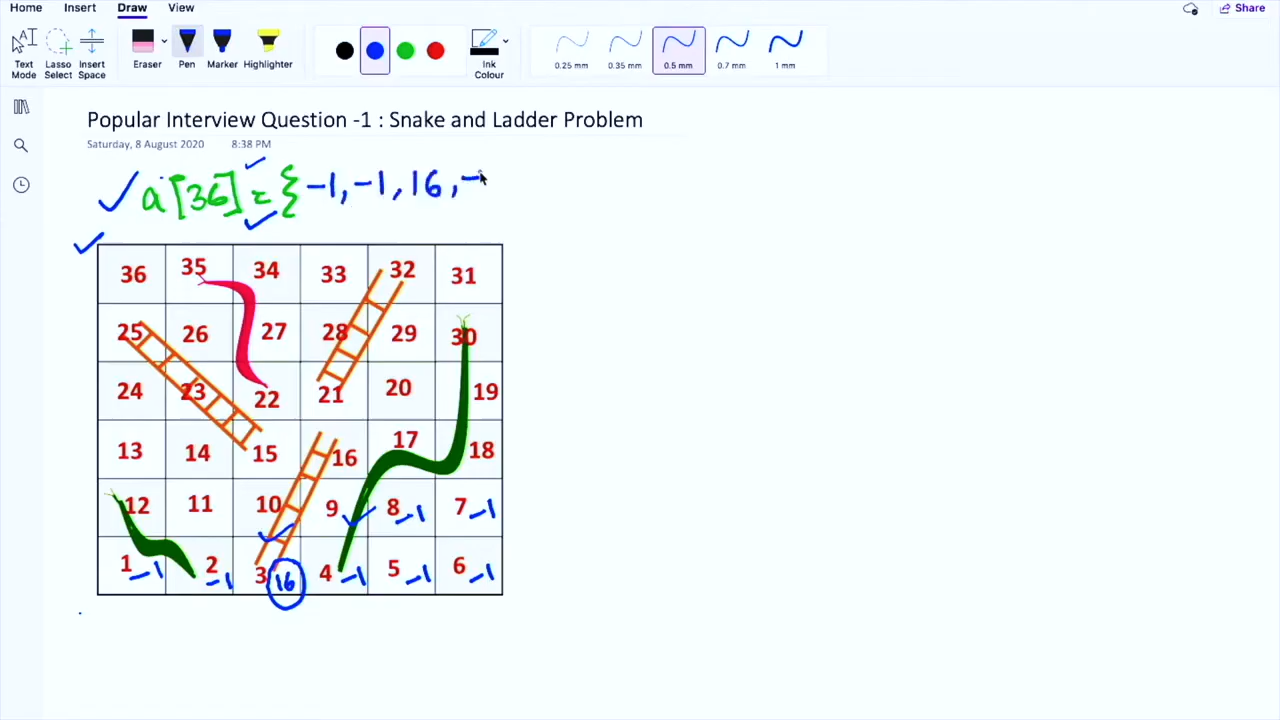 Home Insert Draw View Share
Text Mode Lasso Select Insert Space Eraser Pen Marker Highlighter Ink Colour 0.25 mm 0.35 mm 0.5 mm 0.7 mm 1 mm
Popular Interview Question -1 : Snake and Ladder Problem
Saturday, 8 August 2020 8:38 PM
a[36] = { -1, -1, 16, -
36 35 34 33 32 31
25 26 27 28 29 30
24 23 22 21 20 19
13 14 15 16 17 18
12 11 10 9 8 -1 7 -1
1 -1 2 -1 3 16 4 -1 5 -1 6 -1